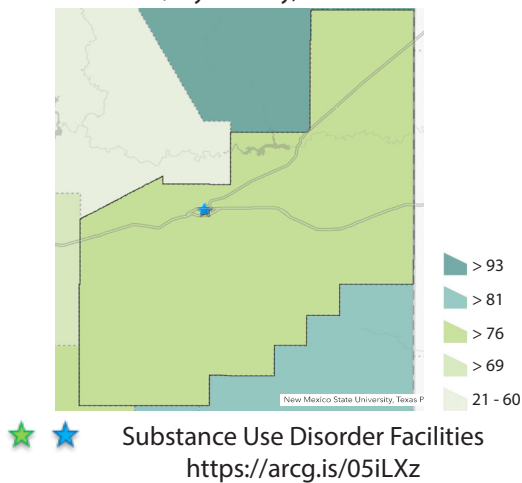 > 93
> 81
> 76
> 69
21 - 60
New Mexico State University, Texas P
Substance Use Disorder Facilities
https://arcg.is/05iLXz